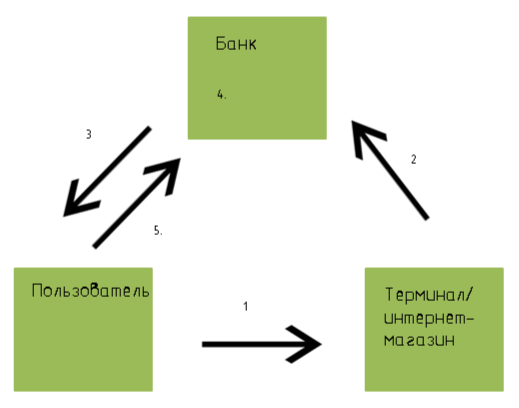 Банк
4.
3
2
5.
Пользователь
1
Терминал/
интернет-
магазин